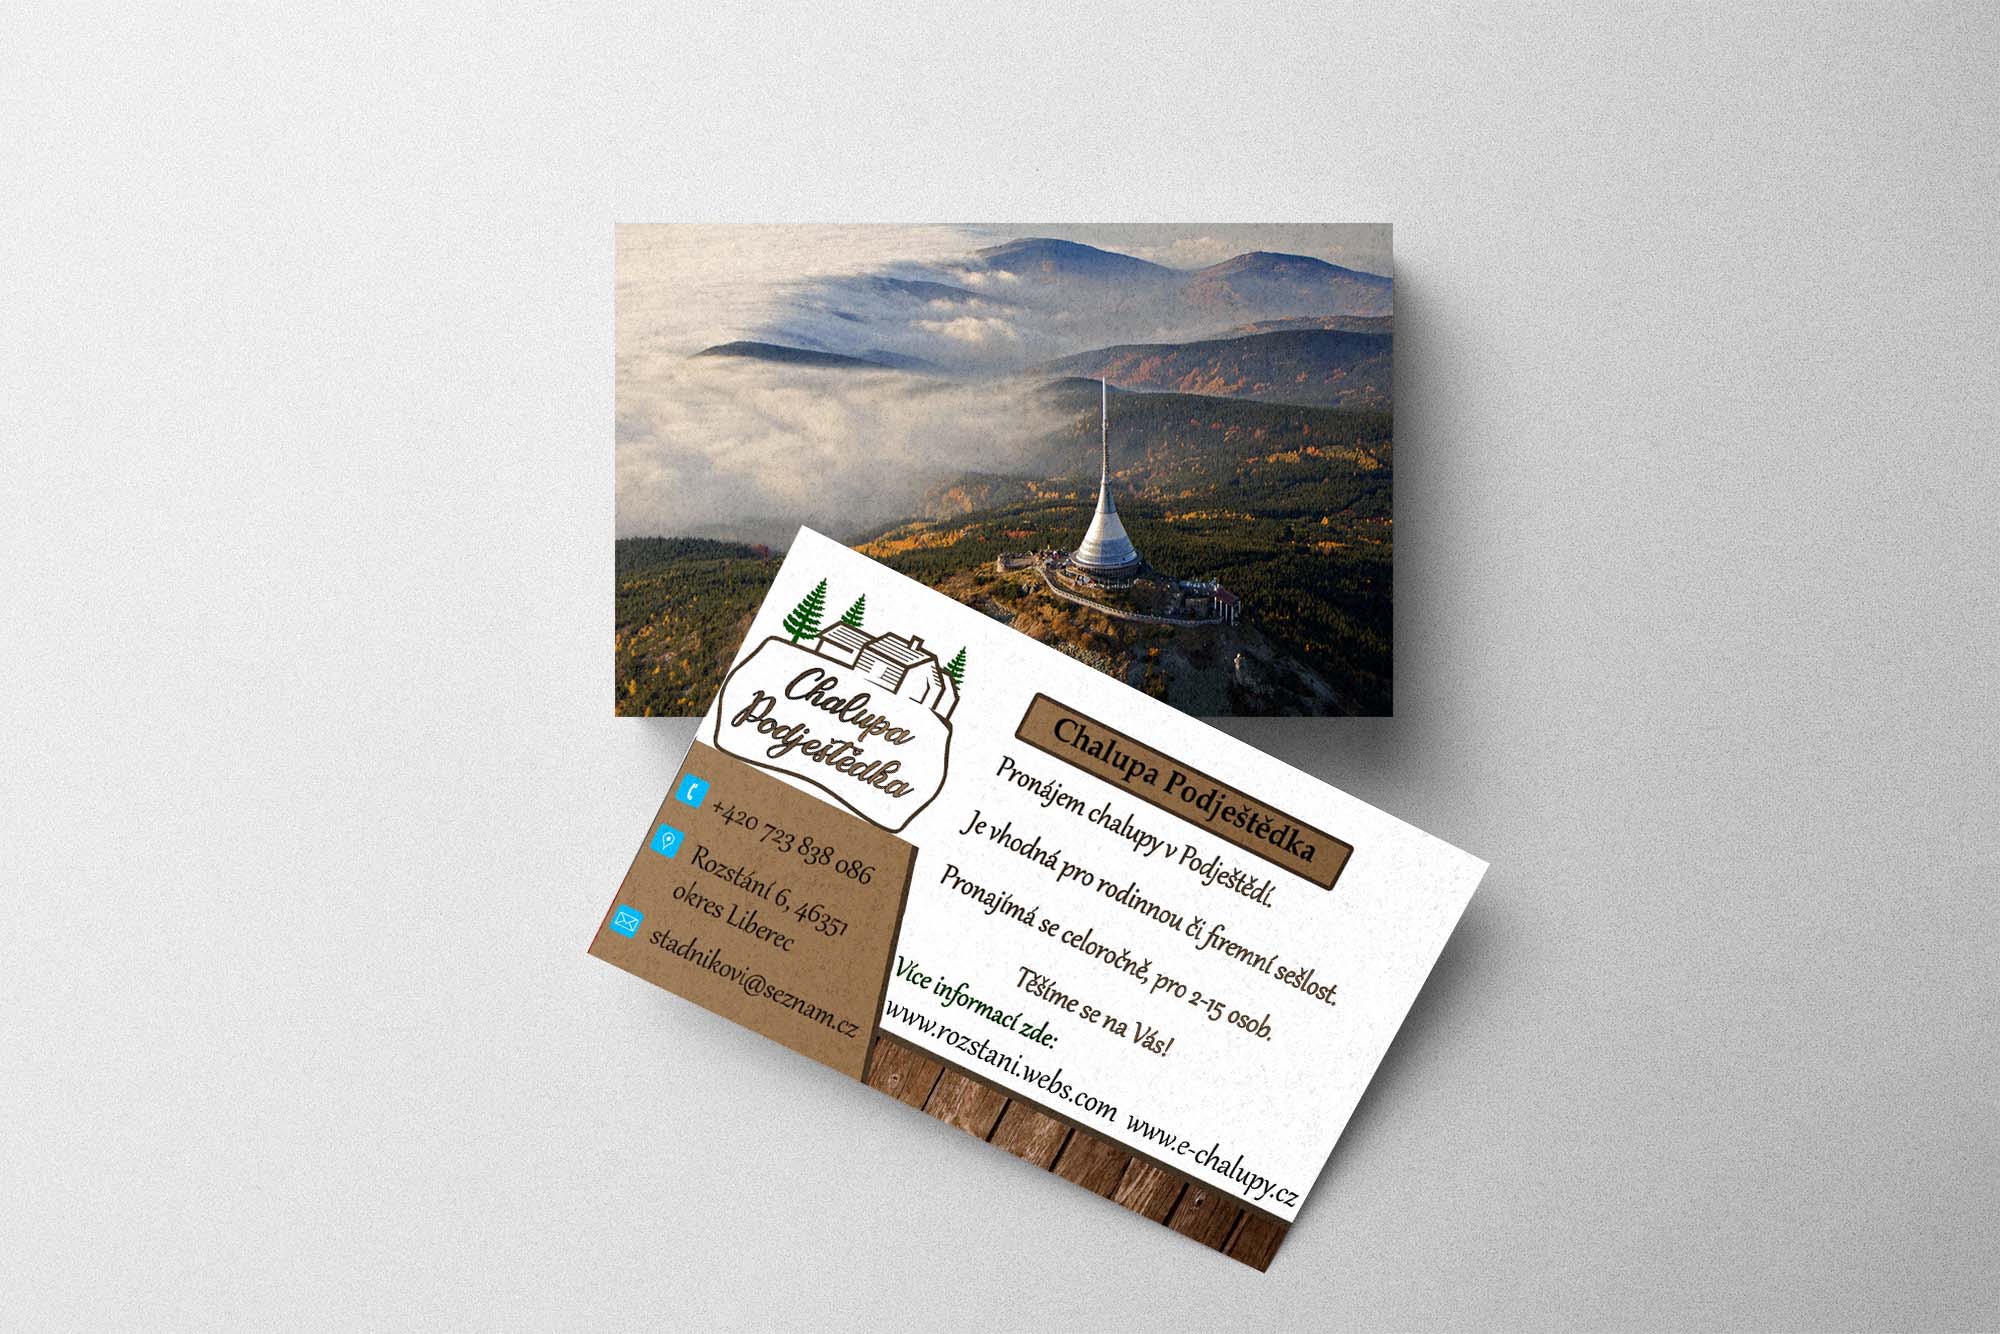 Chalupa
Podještědka
+420 723 838 086
Rozstání 6, 46351
okres Liberec
stadnikovi@seznam.cz
Chalupa Podještědka
Pronájem chalupy v Podještědí.
Je vhodná pro rodinnou či firemní sešlost.
Pronajímá se celoročně, pro 2-15 osob.
Těšíme se na Vás!
Více informací zde:
www.rozstani.webs.com www.e-chalupy.cz